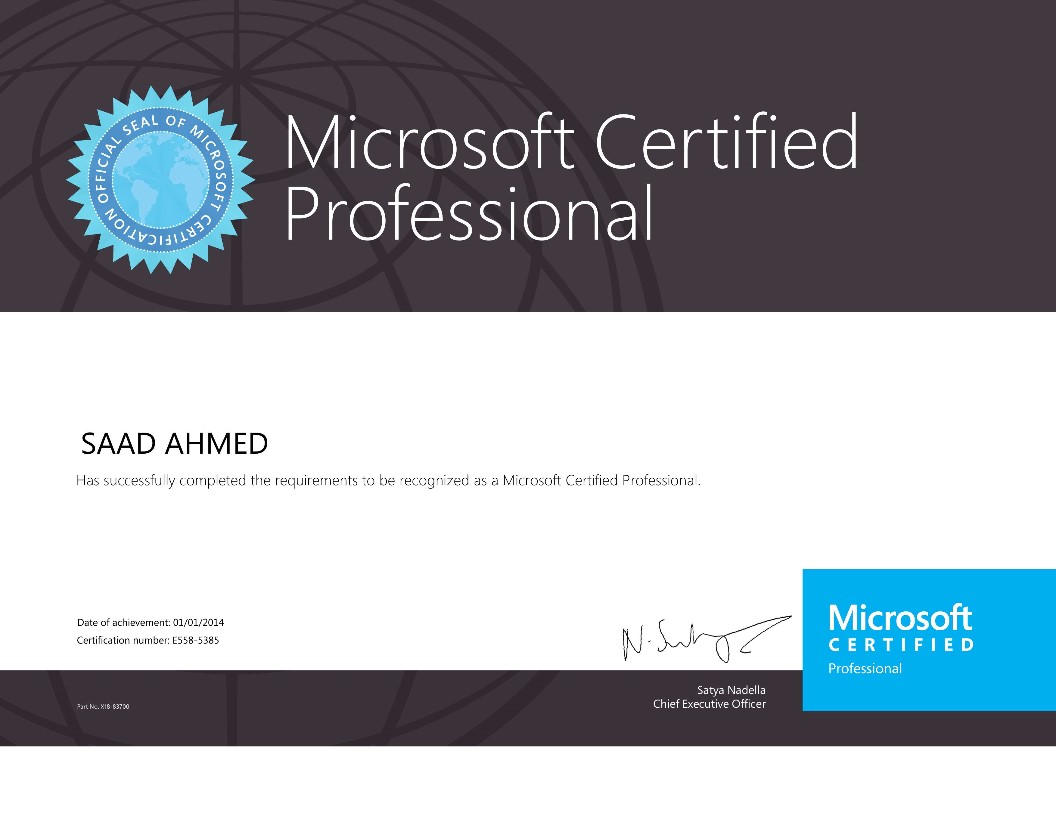 OFFICIAL SEAL OF MICROSOFT CERTIFICATION
Microsoft Certified
Professional
SAAD AHMED
Has successfully completed the requirements to be recognized as a Microsoft Certified Professional.
Date of achievement: 01/01/2014
Certification number: E558-5385
Microsoft
CERTIFIED
Professional
Satya Nadella
Chief Executive Officer
Part No. X18-83700